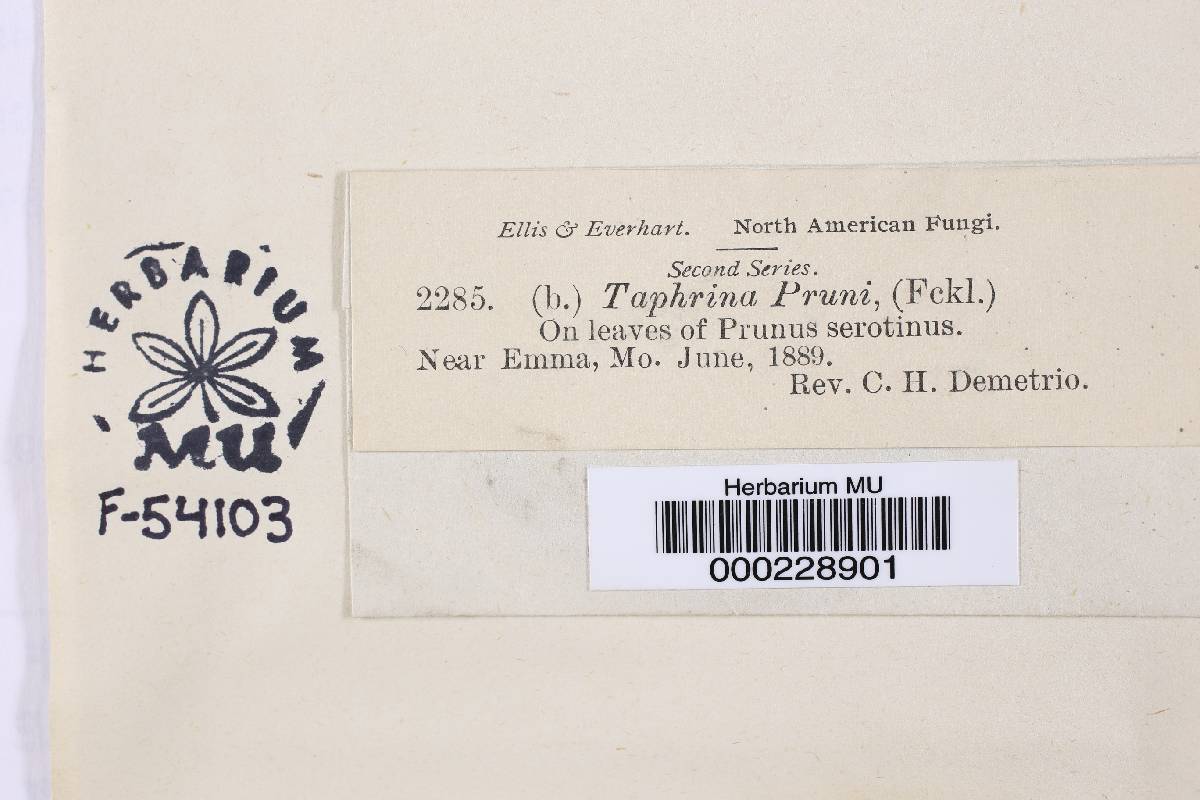 HERBARIUM
MU
F-54103
Ellis & Everhart. North American Fungi.
Second Series.
2285. (b.) Taphrina Pruni, (Fckl.)
On leaves of Prunus serotinus.
Near Emma, Mo. June, 1889.
Rev. C. H. Demetrio.
Herbarium MU
000228901